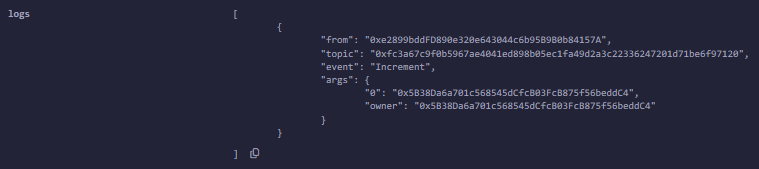 logs [
{
"from": "0xe2899bddFD890e320e643044c6b95B9B0b84157A",
"topic": "0xfc3a67c9f0b5967ae4041ed898b05ec1fa49d2a3c22336247201d71be6f97120",
"event": "Increment",
"args": {
"0": "0x5B38Da6a701c568545dCfcB03FcB875f56beddC4",
"owner": "0x5B38Da6a701c568545dCfcB03FcB875f56beddC4"
}
}
]